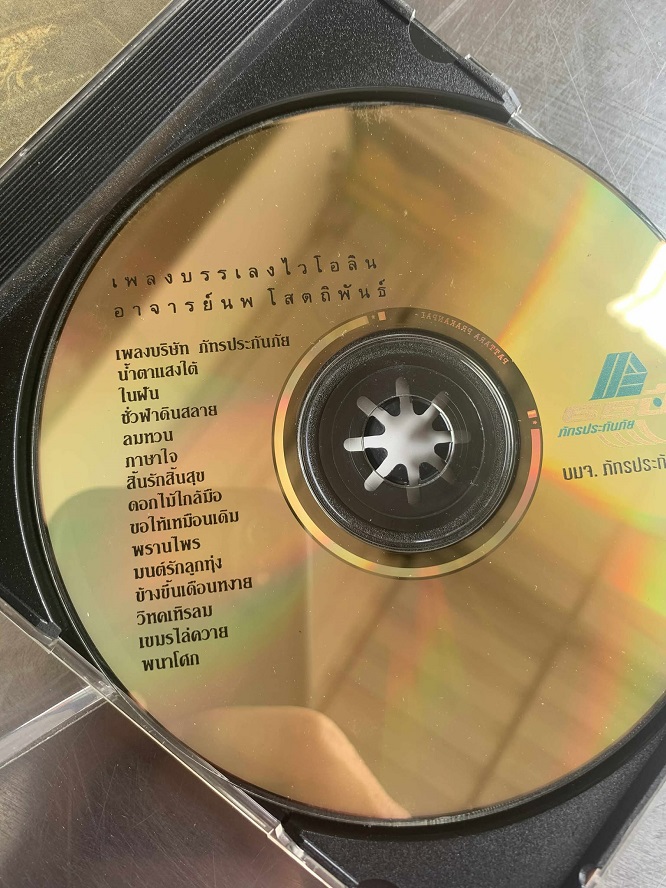 เพลงบรรเลงไวโอลิน
อาจารย์นพ โสตถิพันธ์
เพลงบริษัท ภัทรประกันภัย
น้ำตาแสงใต้
ในฝัน
ชั่วฟ้าดินสลาย
ลมหวน
ภาษาใจ
สิ้นรักสิ้นสุข
ดอกไม้ใกล้มือ
ขอให้เหมือนเดิม
พรานไพร
มนต์รักลูกทุ่ง
ข้างขึ้นเดือนหงาย
วิหคเหิรลม
เขมรไล่ควาย
พนาโศก
PATTARA PRAKANPAI
ภัทรประกันภัย
บมจ. ภัทรประกั